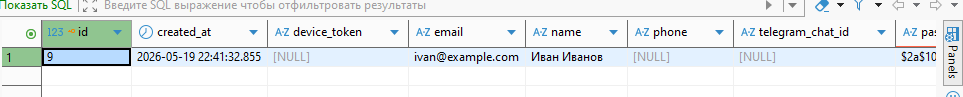 Показать SQL Введите SQL выражение чтобы отфильтровать результаты
123 id created_at A-Z device_token A-Z email A-Z name A-Z phone A-Z telegram_chat_id A-Z pas
1 9 2026-05-19 22:41:32.855 [NULL] ivan@example.com Иван Иванов [NULL] [NULL] $2a$10
Panels